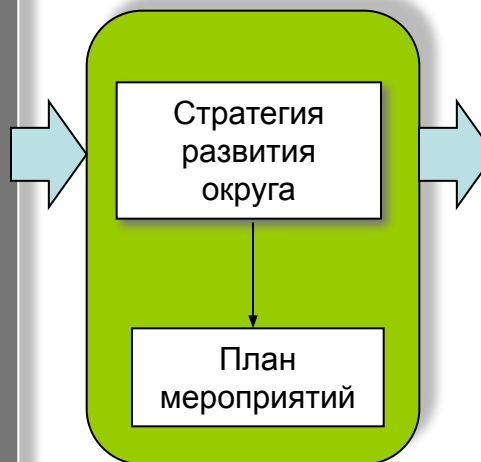 Стратегия
развития
округа
План
мероприятий